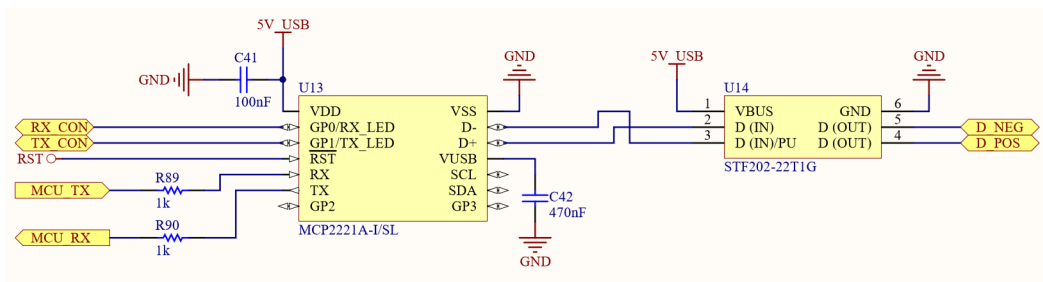 5V_USB
C41
GND
100nF
U13
VDD
GP0/RX_LED
GP1/TX_LED
RST
RX
TX
GP2
VSS
D-
D+
VUSB
SCL
SDA
GP3
MCP2221A-I/SL
RX_CON
TX_CON
RST
MCU_TX
R89
1k
MCU_RX
R90
1k
GND
C42
470nF
GND
5V_USB
U14
1
2
3
VBUS
D (IN)
D (IN)/PU
GND
D (OUT)
D (OUT)
6
5
4
STF202-22T1G
GND
D_NEG
D_POS